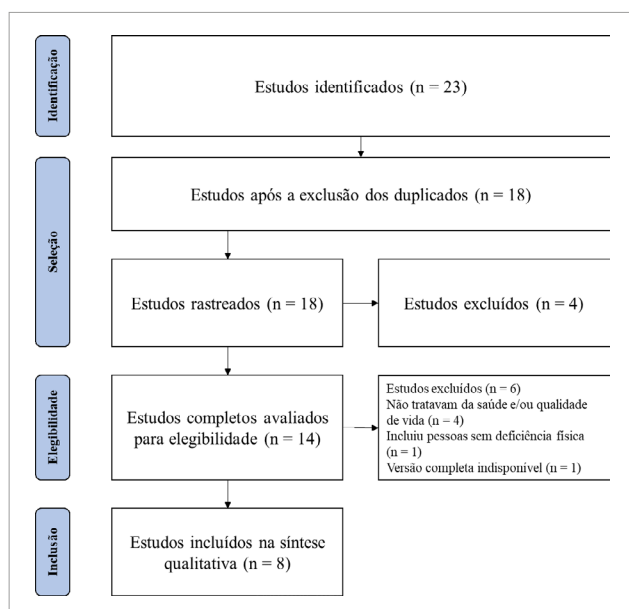 Identificação
Estudos identificados (n = 23)
Seleção
Estudos após a exclusão dos duplicados (n = 18)
Estudos rastreados (n = 18)
Estudos excluídos (n = 4)
Elegibilidade
Estudos completos avaliados
para elegibilidade (n = 14)
Estudos excluídos (n = 6)
Não tratavam da saúde e/ou qualidade
de vida (n = 4)
Incluiu pessoas sem deficiência física
(n = 1)
Versão completa indisponível (n = 1)
Inclusão
Estudos incluídos na síntese
qualitativa (n = 8)